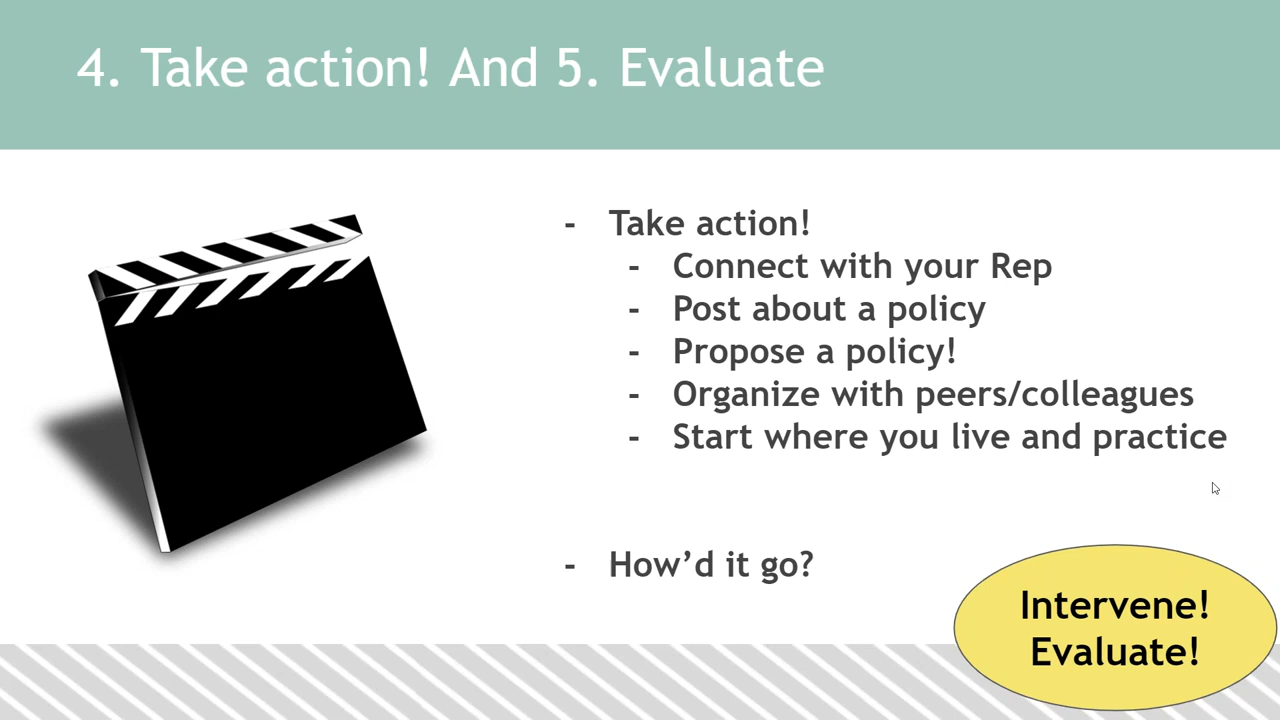 4. Take action! And 5. Evaluate
- Take action!
- Connect with your Rep
- Post about a policy
- Propose a policy!
- Organize with peers/colleagues
- Start where you live and practice
- How’d it go?
Intervene!
Evaluate!